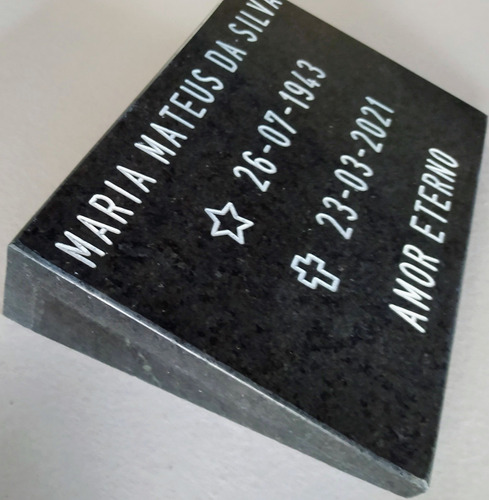 MARIA MATEUS DA SILVA
26-07-1943
23-03-2021
AMOR ETERNO